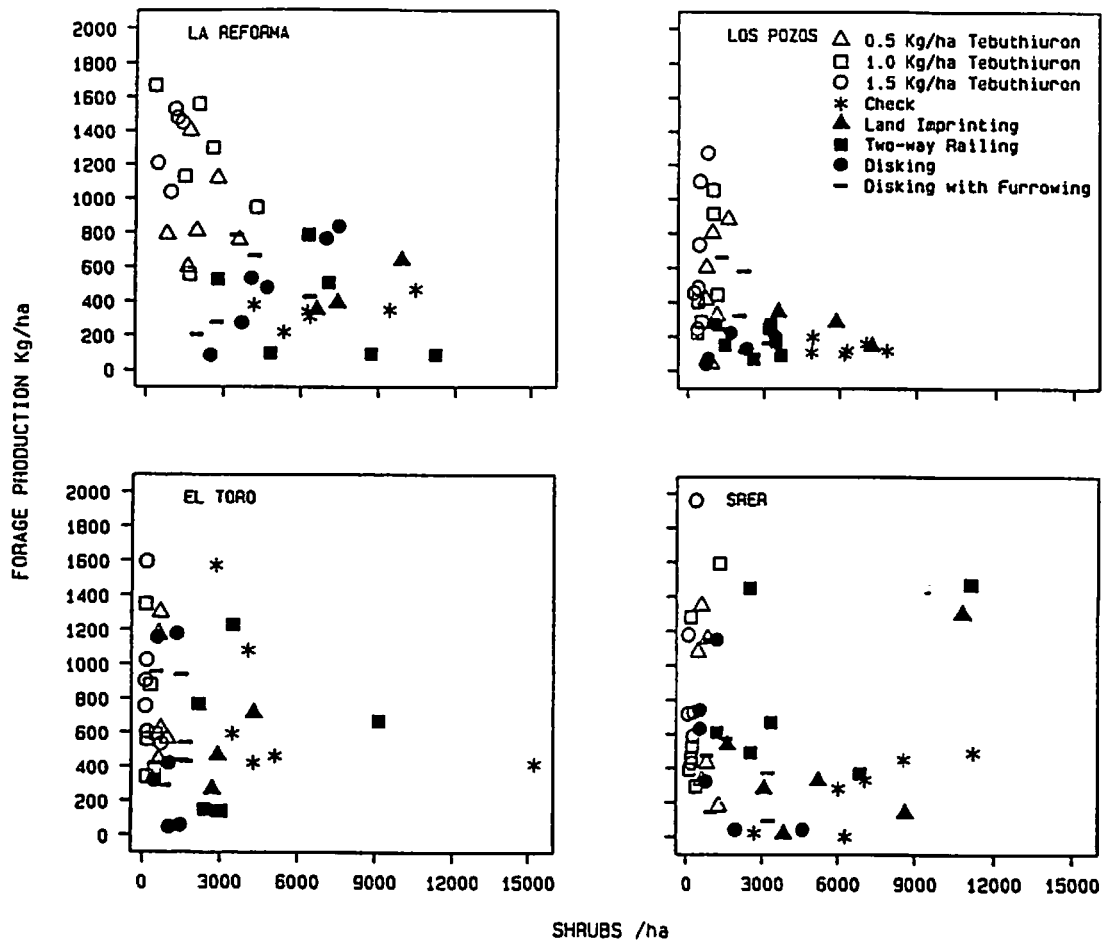 FORAGE PRODUCTION Kg/ha
LA REFORMA
2000
1800
1600
1400
1200
1000
800
600
400
200
0
LOS POZOS
0.5 Kg/ha Tebuthiuron
1.0 Kg/ha Tebuthiuron
1.5 Kg/ha Tebuthiuron
Check
Land Imprinting
Two-way Railing
Disking
Disking with Furrowing
EL TORO
2000
1800
1600
1400
1200
1000
800
600
400
200
0
0 3000 6000 9000 12000 15000
SRER
0 3000 6000 9000 12000 15000
SHRUBS /ha